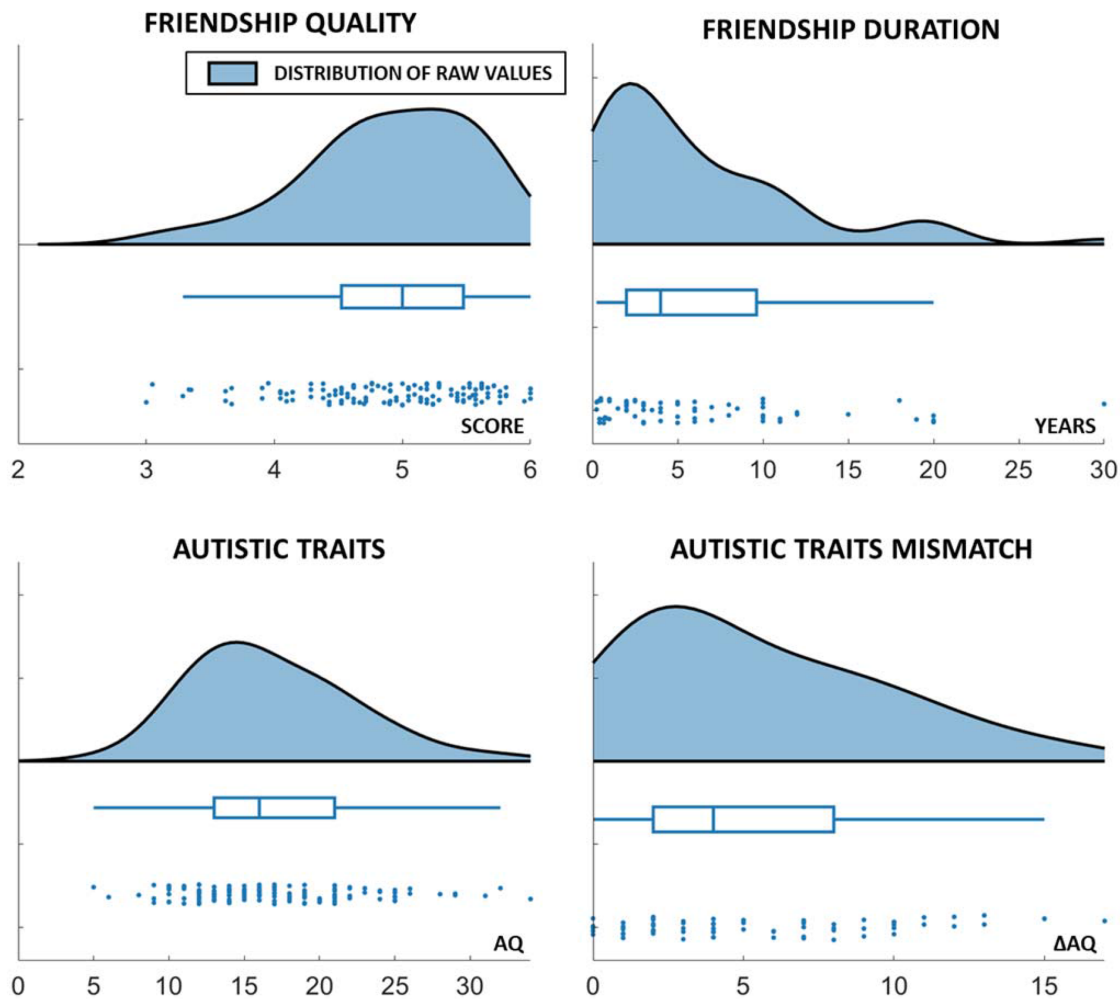 FRIENDSHIP QUALITY
DISTRIBUTION OF RAW VALUES
SCORE
2 3 4 5 6
FRIENDSHIP DURATION
YEARS
0 5 10 15 20 25 30
AUTISTIC TRAITS
AQ
0 5 10 15 20 25 30
AUTISTIC TRAITS MISMATCH
ΔAQ
0 5 10 15